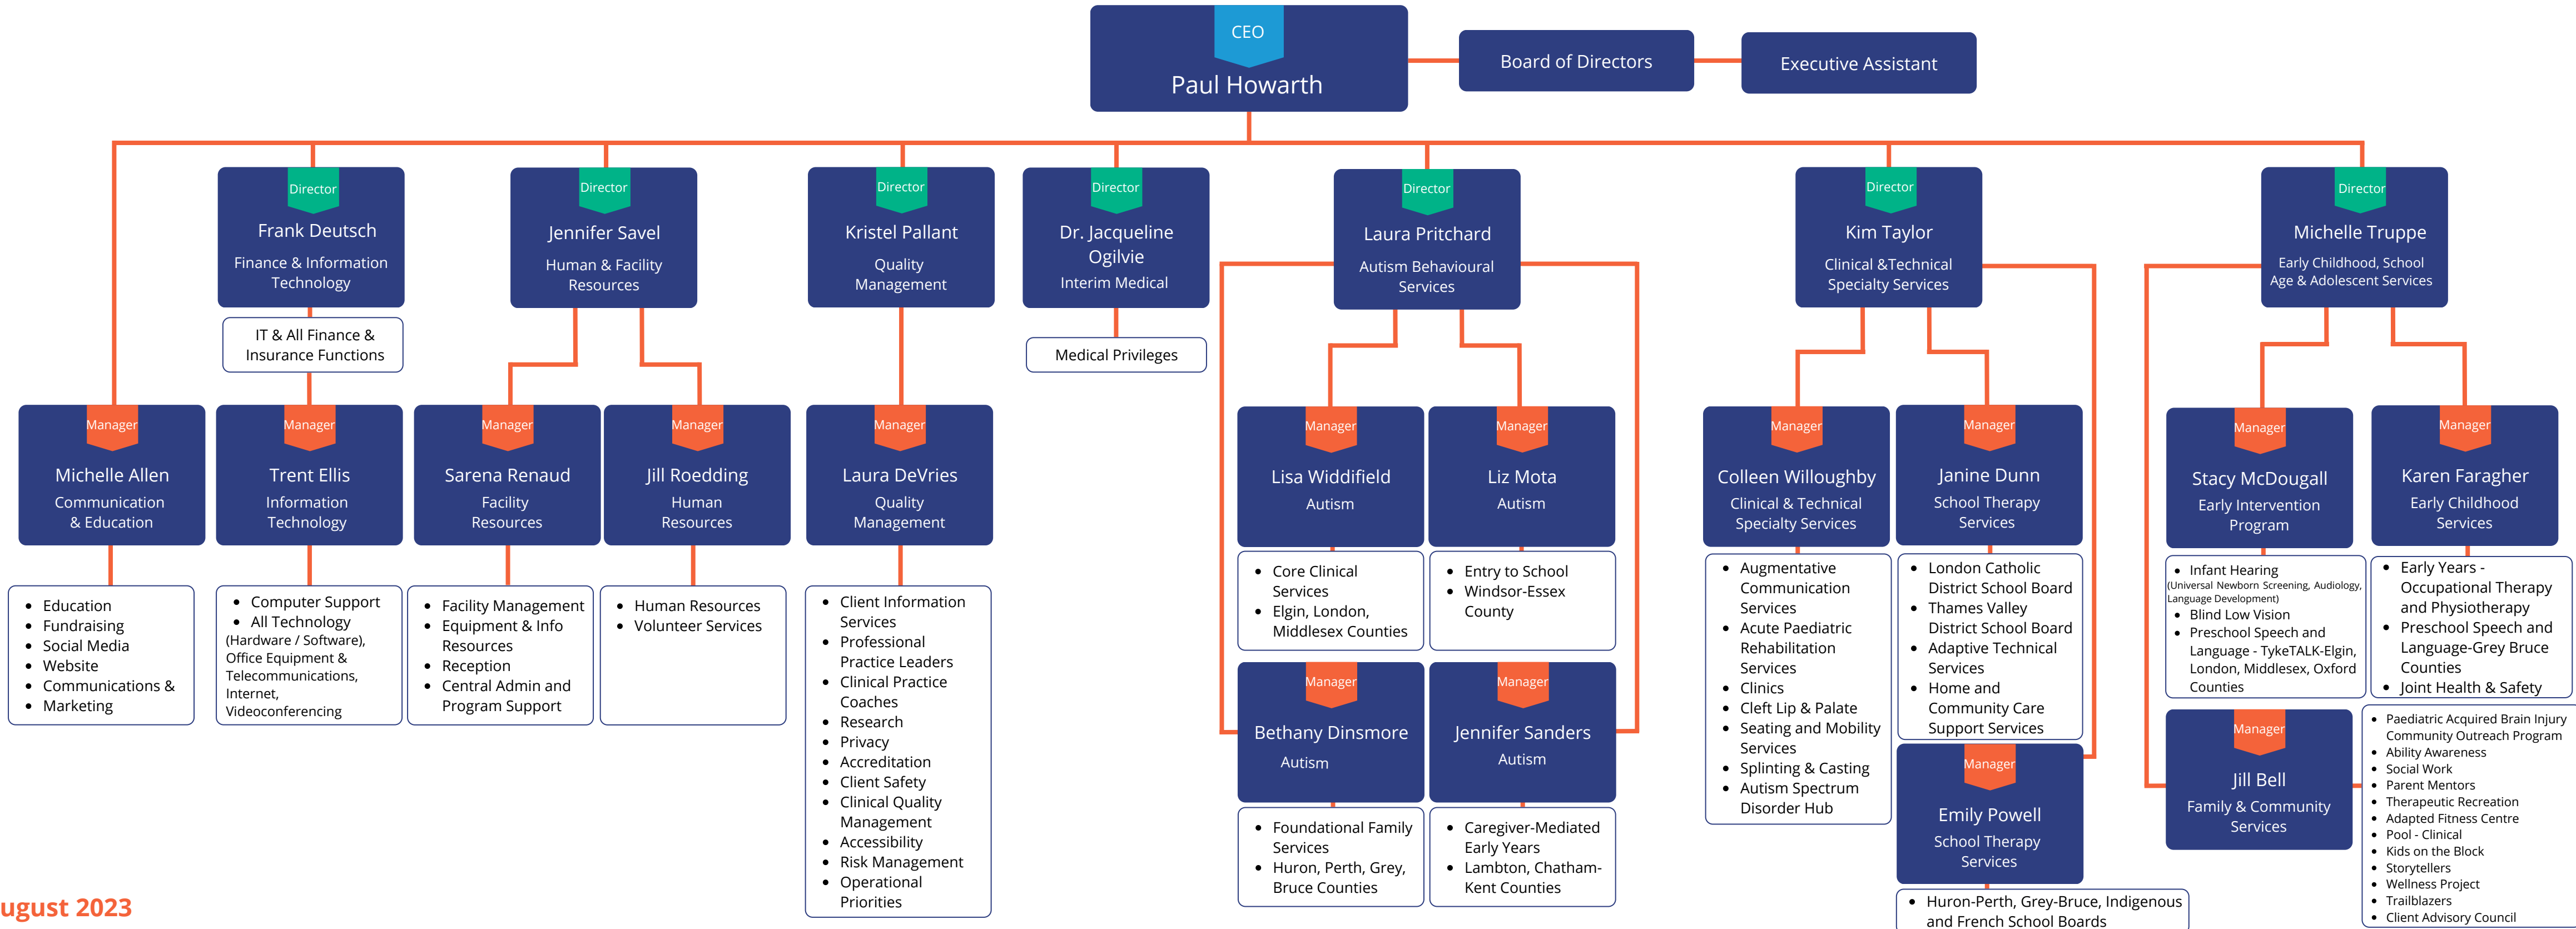 CEO
Paul Howarth
Board of Directors
Executive Assistant
Director
Frank Deutsch
Finance & Information
Technology
IT & All Finance &
Insurance Functions
Director
Jennifer Savel
Human & Facility
Resources
Director
Kristel Pallant
Quality
Management
Director
Dr. Jacqueline
Ogilvie
Interim Medical
Medical Privileges
Director
Laura Pritchard
Autism Behavioural
Services
Director
Kim Taylor
Clinical &Technical
Specialty Services
Director
Michelle Truppe
Early Childhood, School
Age & Adolescent Services
Manager
Michelle Allen
Communication
& Education
• Education
• Fundraising
• Social Media
• Website
• Communications &
• Marketing
Manager
Trent Ellis
Information
Technology
• Computer Support
• All Technology
(Hardware / Software),
Office Equipment &
Telecommunications,
Internet,
Videoconferencing
Manager
Sarena Renaud
Facility
Resources
• Facility Management
• Equipment & Info
Resources
• Reception
• Central Admin and
Program Support
Manager
Jill Roedding
Human
Resources
• Human Resources
• Volunteer Services
Manager
Laura DeVries
Quality
Management
• Client Information
Services
• Professional
Practice Leaders
• Clinical Practice
Coaches
• Research
• Privacy
• Accreditation
• Client Safety
• Clinical Quality
Management
• Accessibility
• Risk Management
• Operational
Priorities
Manager
Lisa Widdifield
Autism
• Core Clinical
Services
• Elgin, London,
Middlesex Counties
Manager
Liz Mota
Autism
• Entry to School
• Windsor-Essex
County
Manager
Bethany Dinsmore
Autism
• Foundational Family
Services
• Huron, Perth, Grey,
Bruce Counties
Manager
Jennifer Sanders
Autism
• Caregiver-Mediated
Early Years
• Lambton, Chatham-
Kent Counties
Manager
Colleen Willoughby
Clinical & Technical
Specialty Services
• Augmentative
Communication
Services
• Acute Paediatric
Rehabilitation
Services
• Clinics
• Cleft Lip & Palate
• Seating and Mobility
Services
• Splinting & Casting
• Autism Spectrum
Disorder Hub
Manager
Janine Dunn
School Therapy
Services
• London Catholic
District School Board
• Thames Valley
District School Board
• Adaptive Technical
Services
• Home and
Community Care
Support Services
Manager
Emily Powell
School Therapy
Services
• Huron-Perth, Grey-Bruce, Indigenous
and French School Boards
Manager
Stacy McDougall
Early Intervention
Program
• Infant Hearing
(Universal Newborn Screening, Audiology,
Language Development)
• Blind Low Vision
• Preschool Speech and
Language - TykeTALK-Elgin,
London, Middlesex, Oxford
Counties
Manager
Karen Faragher
Early Childhood
Services
• Early Years -
Occupational Therapy
and Physiotherapy
• Preschool Speech and
Language-Grey Bruce
Counties
• Joint Health & Safety
Manager
Jill Bell
Family & Community
Services
• Paediatric Acquired Brain Injury
Community Outreach Program
• Ability Awareness
• Social Work
• Parent Mentors
• Therapeutic Recreation
• Adapted Fitness Centre
• Pool - Clinical
• Kids on the Block
• Storytellers
• Wellness Project
• Trailblazers
• Client Advisory Council
ugust 2023